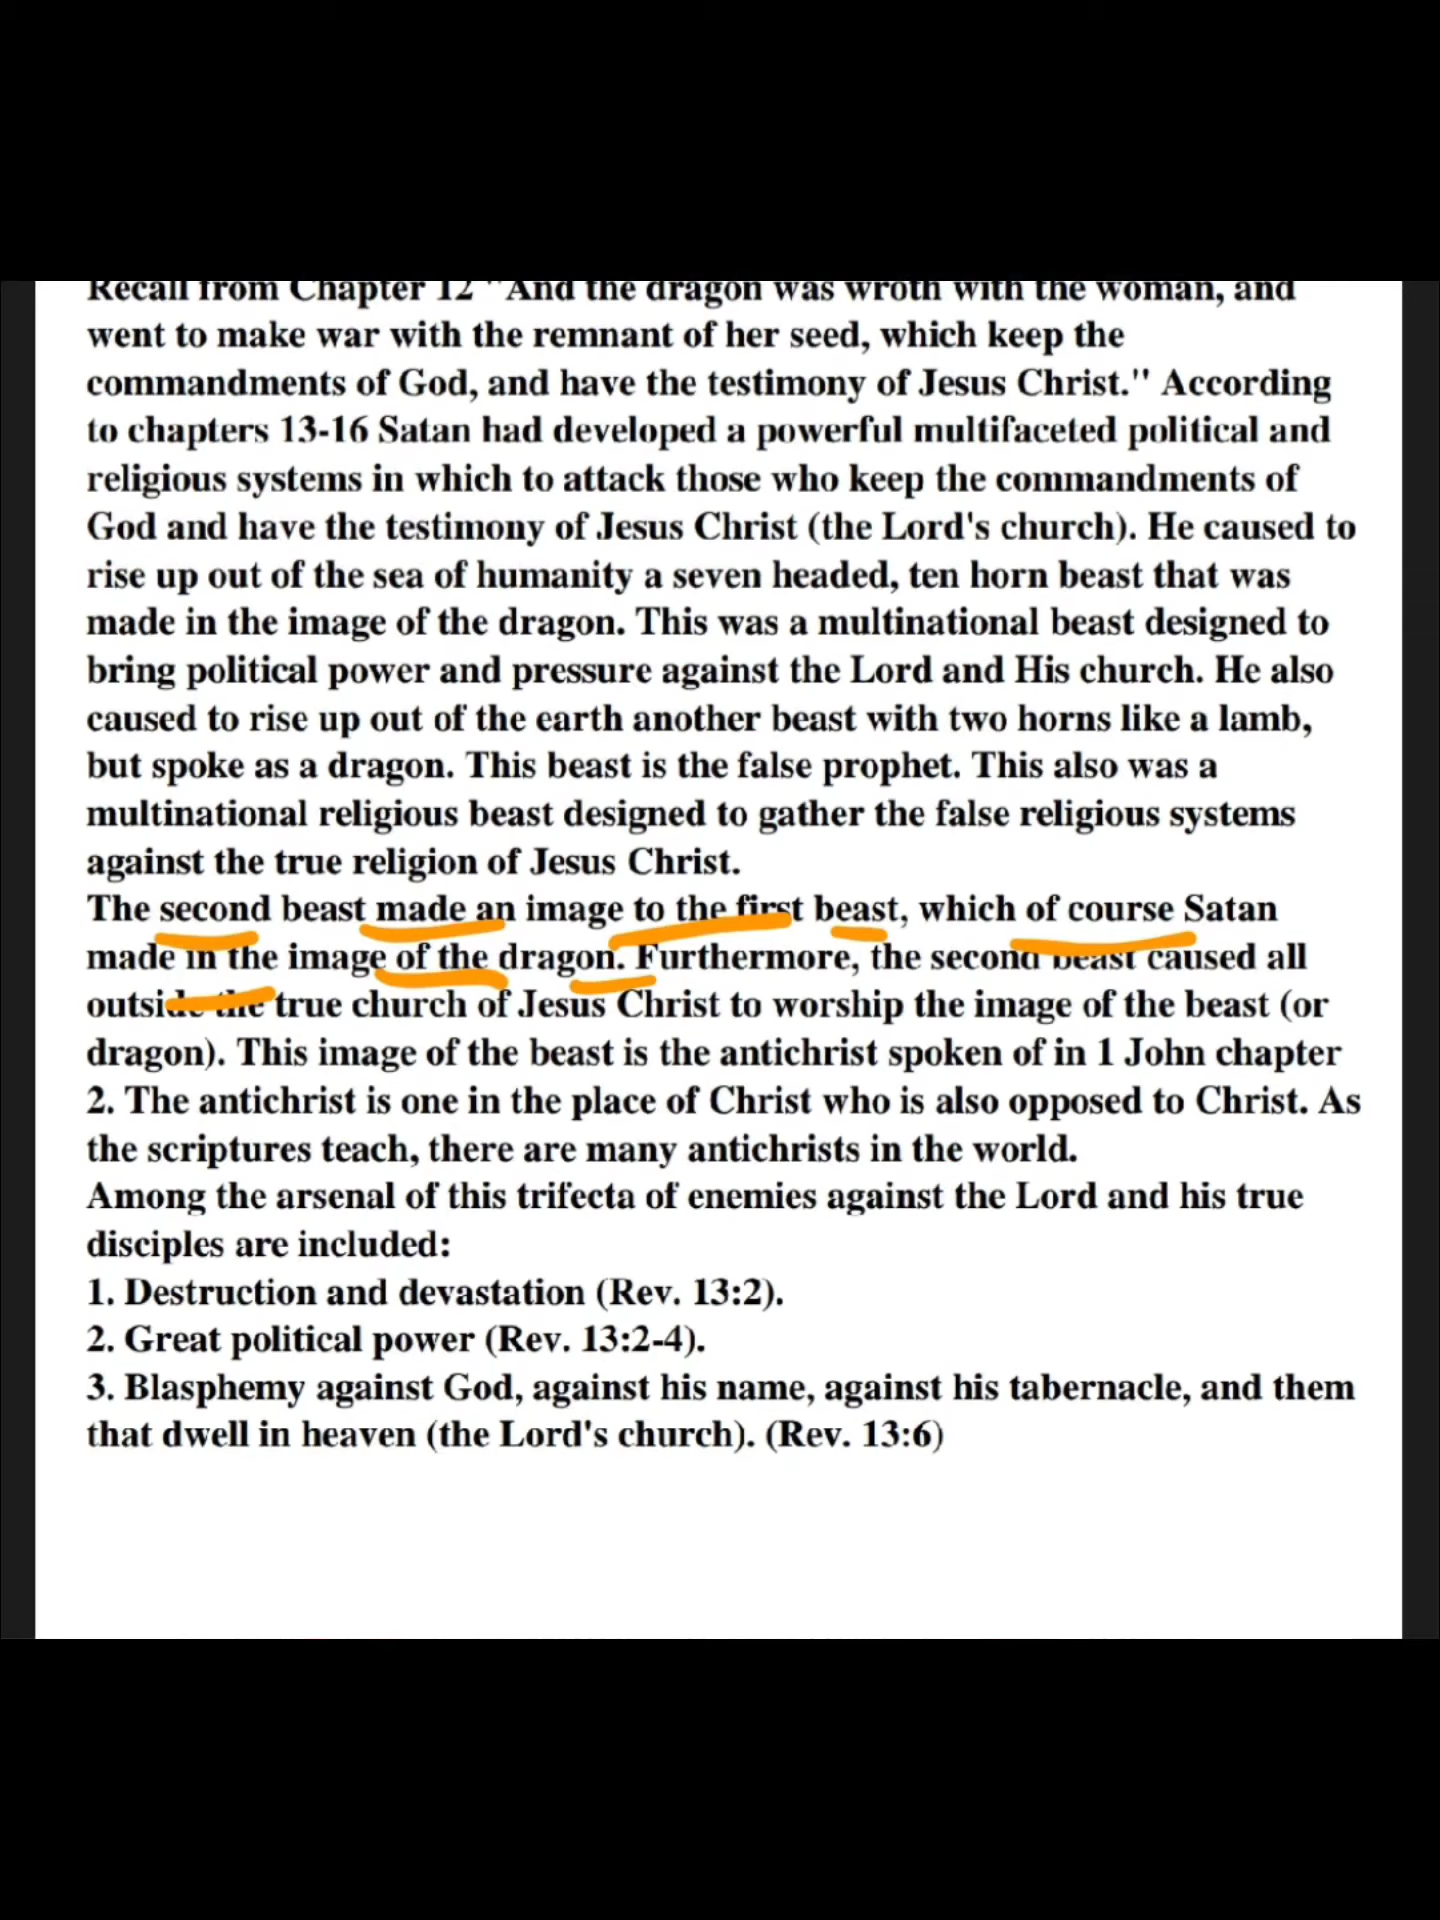 Recall from Chapter 12 "And the dragon was wroth with the woman, and
went to make war with the remnant of her seed, which keep the
commandments of God, and have the testimony of Jesus Christ." According
to chapters 13-16 Satan had developed a powerful multifaceted political and
religious systems in which to attack those who keep the commandments of
God and have the testimony of Jesus Christ (the Lord's church). He caused to
rise up out of the sea of humanity a seven headed, ten horn beast that was
made in the image of the dragon. This was a multinational beast designed to
bring political power and pressure against the Lord and His church. He also
caused to rise up out of the earth another beast with two horns like a lamb,
but spoke as a dragon. This beast is the false prophet. This also was a
multinational religious beast designed to gather the false religious systems
against the true religion of Jesus Christ.
The second beast made an image to the first beast, which of course Satan
made in the image of the dragon. Furthermore, the second beast caused all
outside the true church of Jesus Christ to worship the image of the beast (or
dragon). This image of the beast is the antichrist spoken of in 1 John chapter
2. The antichrist is one in the place of Christ who is also opposed to Christ. As
the scriptures teach, there are many antichrists in the world.
Among the arsenal of this trifecta of enemies against the Lord and his true
disciples are included:
1. Destruction and devastation (Rev. 13:2).
2. Great political power (Rev. 13:2-4).
3. Blasphemy against God, against his name, against his tabernacle, and them
that dwell in heaven (the Lord's church). (Rev. 13:6)